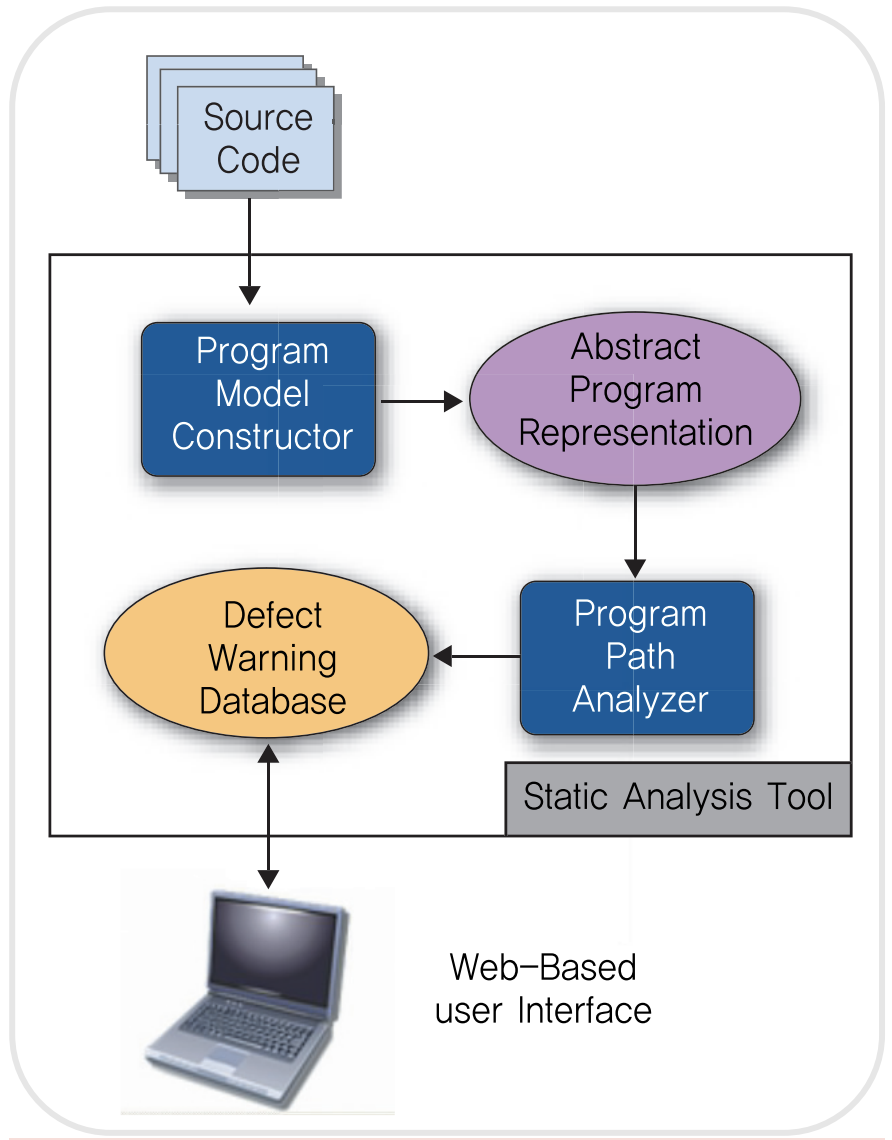 Source
Code
Program
Model
Constructor
Abstract
Program
Representation
Defect
Warning
Database
Program
Path
Analyzer
Static Analysis Tool
Web-Based
user Interface